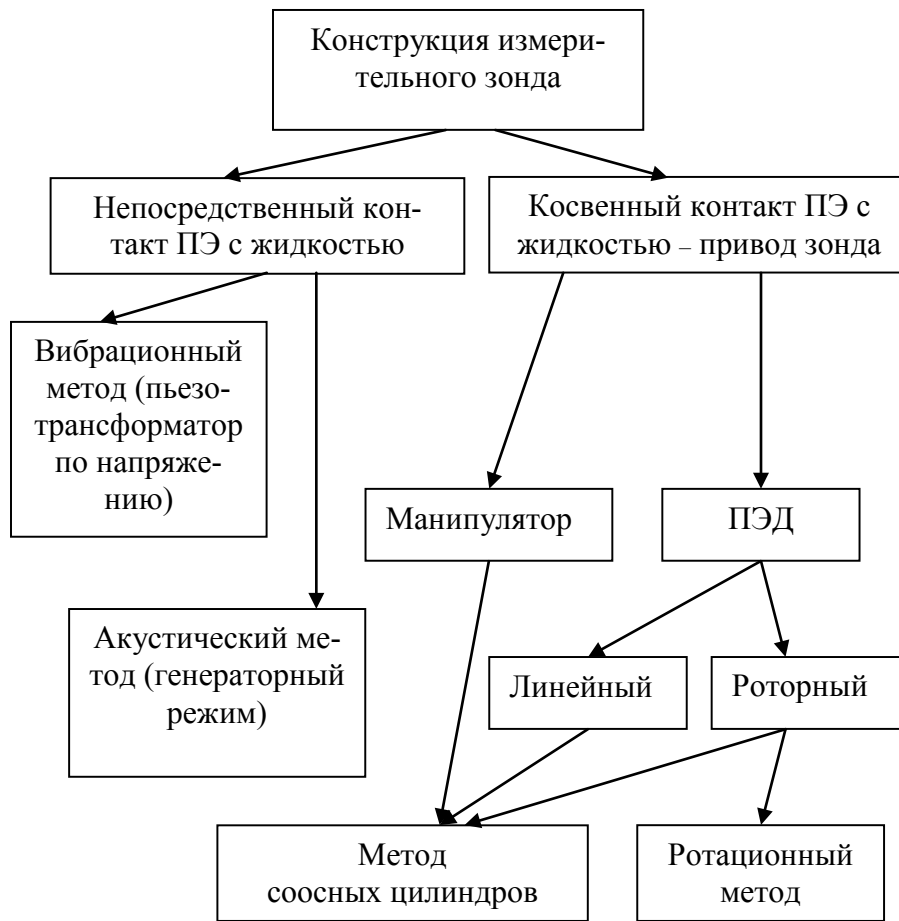 Конструкция измери-
тельного зонда
Непосредственный кон-
такт ПЭ с жидкостью
Косвенный контакт ПЭ с
жидкостью – привод зонда
Вибрационный
метод (пьезо-
трансформатор
по напряже-
нию)
Манипулятор
ПЭД
Акустический ме-
тод (генераторный
режим)
Линейный
Роторный
Метод
соосных цилиндров
Ротационный
метод